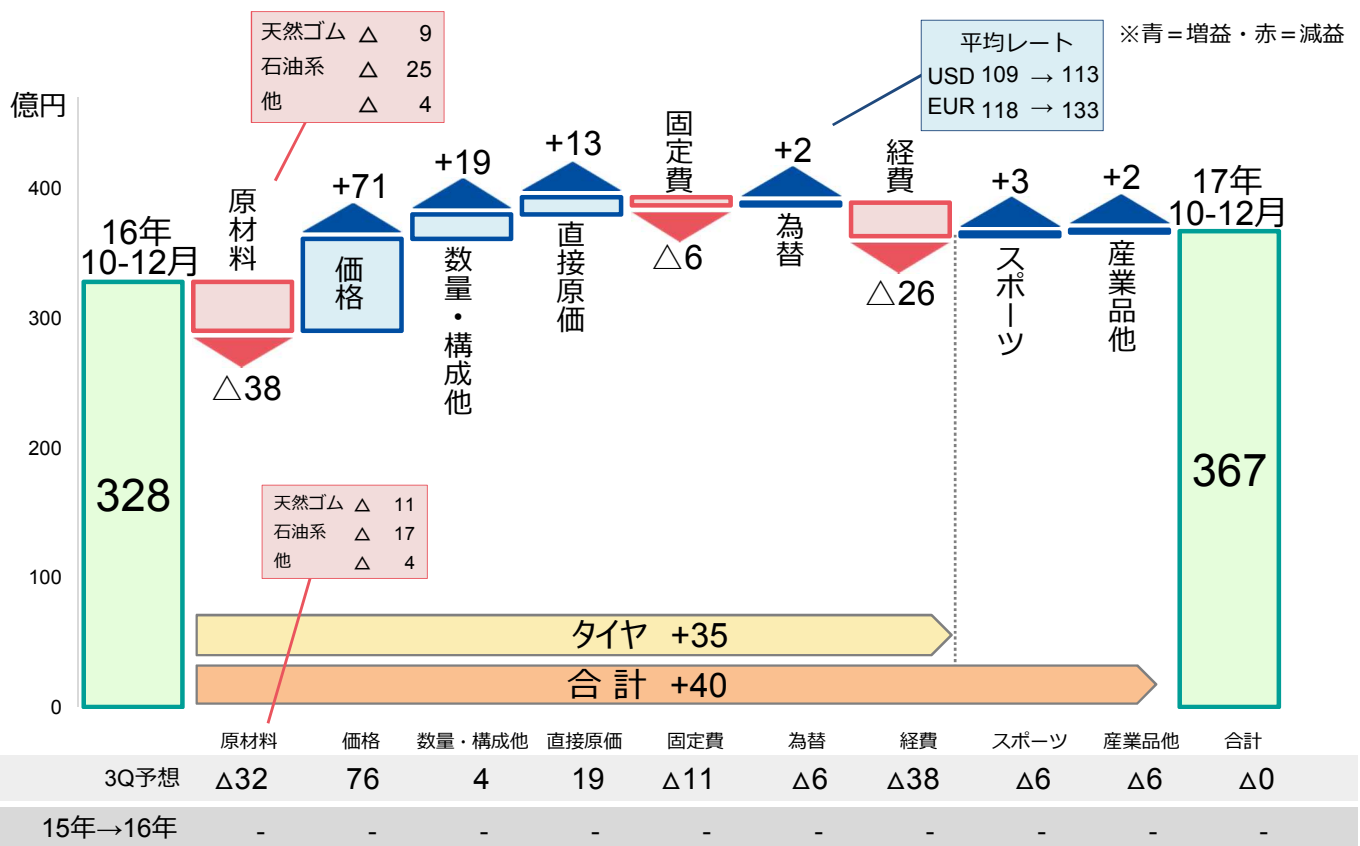 天然ゴム △ 9
石油系 △ 25
他 △ 4
平均レート
USD 109 → 113
EUR 118 → 133
※青＝増益・赤＝減益
億円
400
300
200
100
0
16年
10-12月
328
原材料
△38
+71
価格
+19
数量・構成他
+13
直接原価
固定費
△6
+2
為替
経費
△26
+3
スポーツ
+2
産業品他
17年
10-12月
367
天然ゴム △ 11
石油系 △ 17
他 △ 4
タイヤ +35
合 計 +40
原材料 価格 数量・構成他 直接原価 固定費 為替 経費 スポーツ 産業品他 合計
3Q予想 △32 76 4 19 △11 △6 △38 △6 △6 △0
15年→16年 - - - - - - - - - -